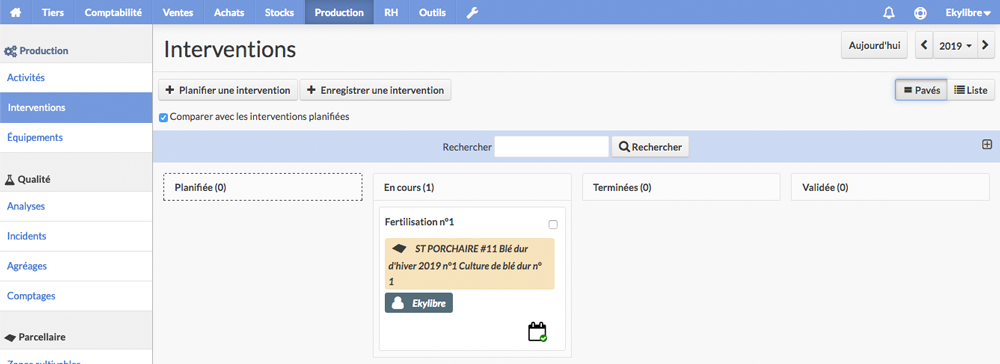 Tiers Comptabilité Ventes Achats Stocks Production RH Outils Ekylibre
Production
Activités
Interventions
Équipements
Qualité
Analyses
Incidents
Agréages
Comptages
Parcellaire
Zones cultivables
Interventions
Aujourd'hui 2019
Planifier une intervention Enregistrer une intervention Pavés Liste
Comparer avec les interventions planifiées
Rechercher Rechercher
Planifiée (0) En cours (1) Terminées (0) Validée (0)
Fertilisation n°1
ST PORCHAIRE #11 Blé dur
d'hiver 2019 n°1 Culture de blé dur n°
1
Ekylibre